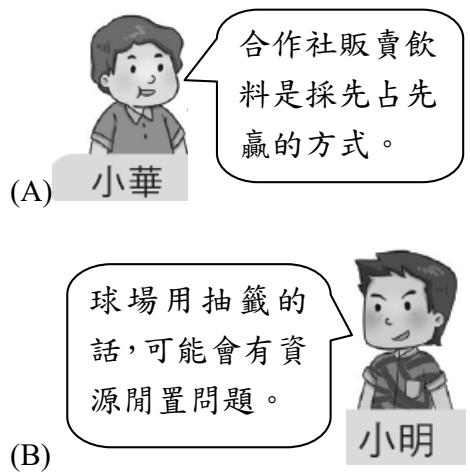 合作社販賣飲
料是採先占先
贏的方式。
(A) 小華
球場用抽籤的
話,可能會有資
源閒置問題。
(B) 小明